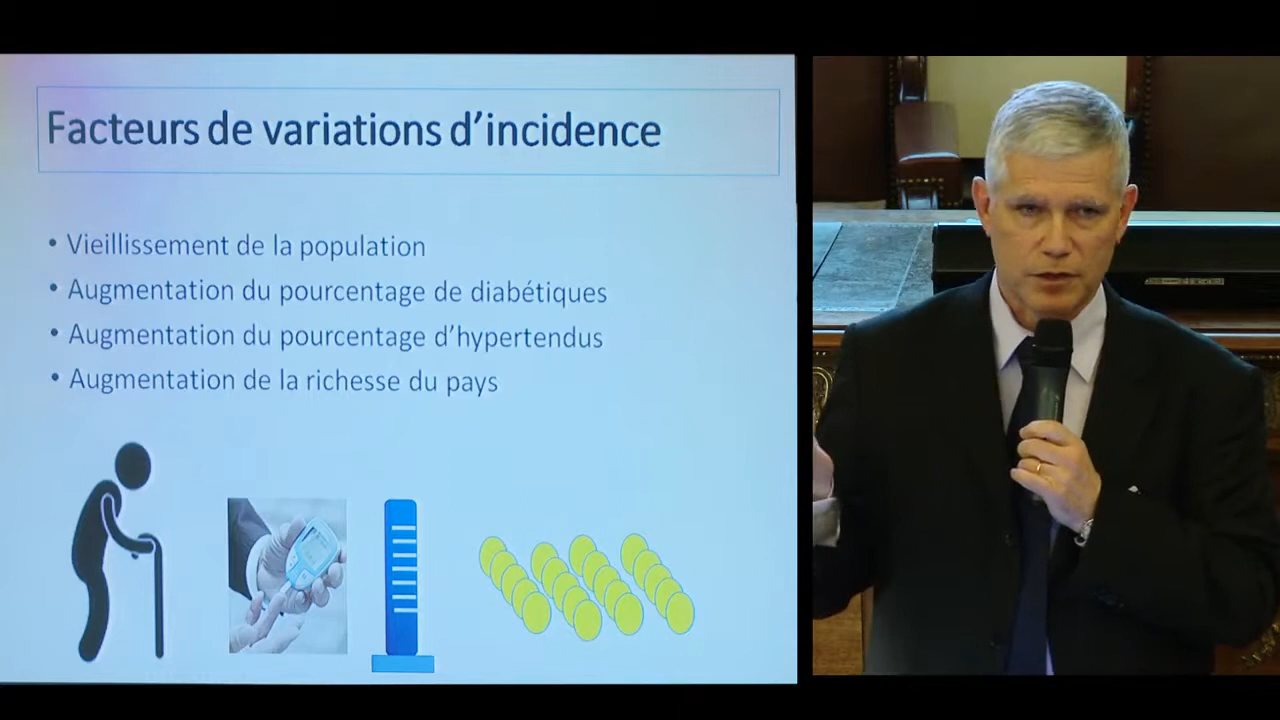 Facteurs de variations d'incidence
• Vieillissement de la population
• Augmentation du pourcentage de diabétiques
• Augmentation du pourcentage d'hypertendus
• Augmentation de la richesse du pays